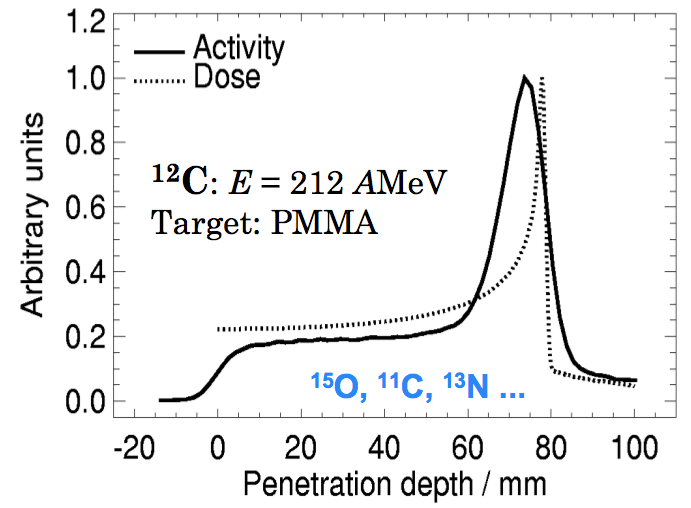 Arbitrary units
1.2
1.0
0.8
0.6
0.4
0.2
0.0
Activity
Dose
¹²C: E = 212 AMeV
Target: PMMA
¹⁵O, ¹¹C, ¹³N ...
-20 0 20 40 60 80 100
Penetration depth / mm